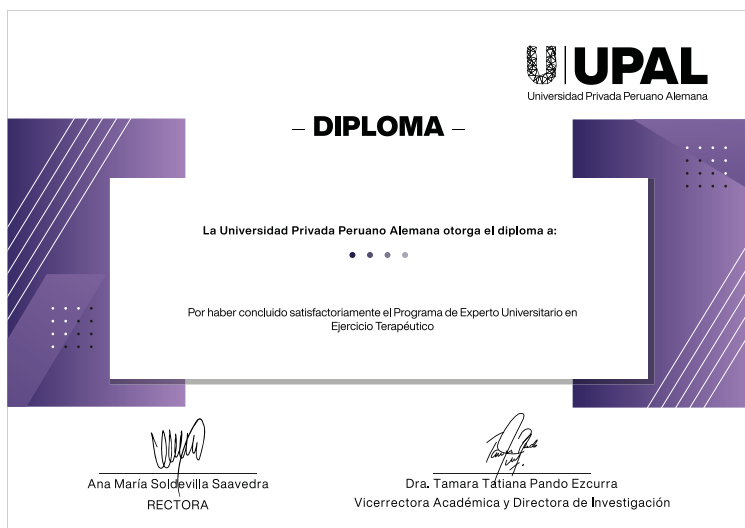 UPAL
Universidad Privada Peruano Alemana
– DIPLOMA –
La Universidad Privada Peruano Alemana otorga el diploma a:
Por haber concluido satisfactoriamente el Programa de Experto Universitario en
Ejercicio Terapéutico
Ana María Soldevilla Saavedra
RECTORA
Dra. Tamara Tatiana Pando Ezcurra
Vicerrectora Académica y Directora de Investigación